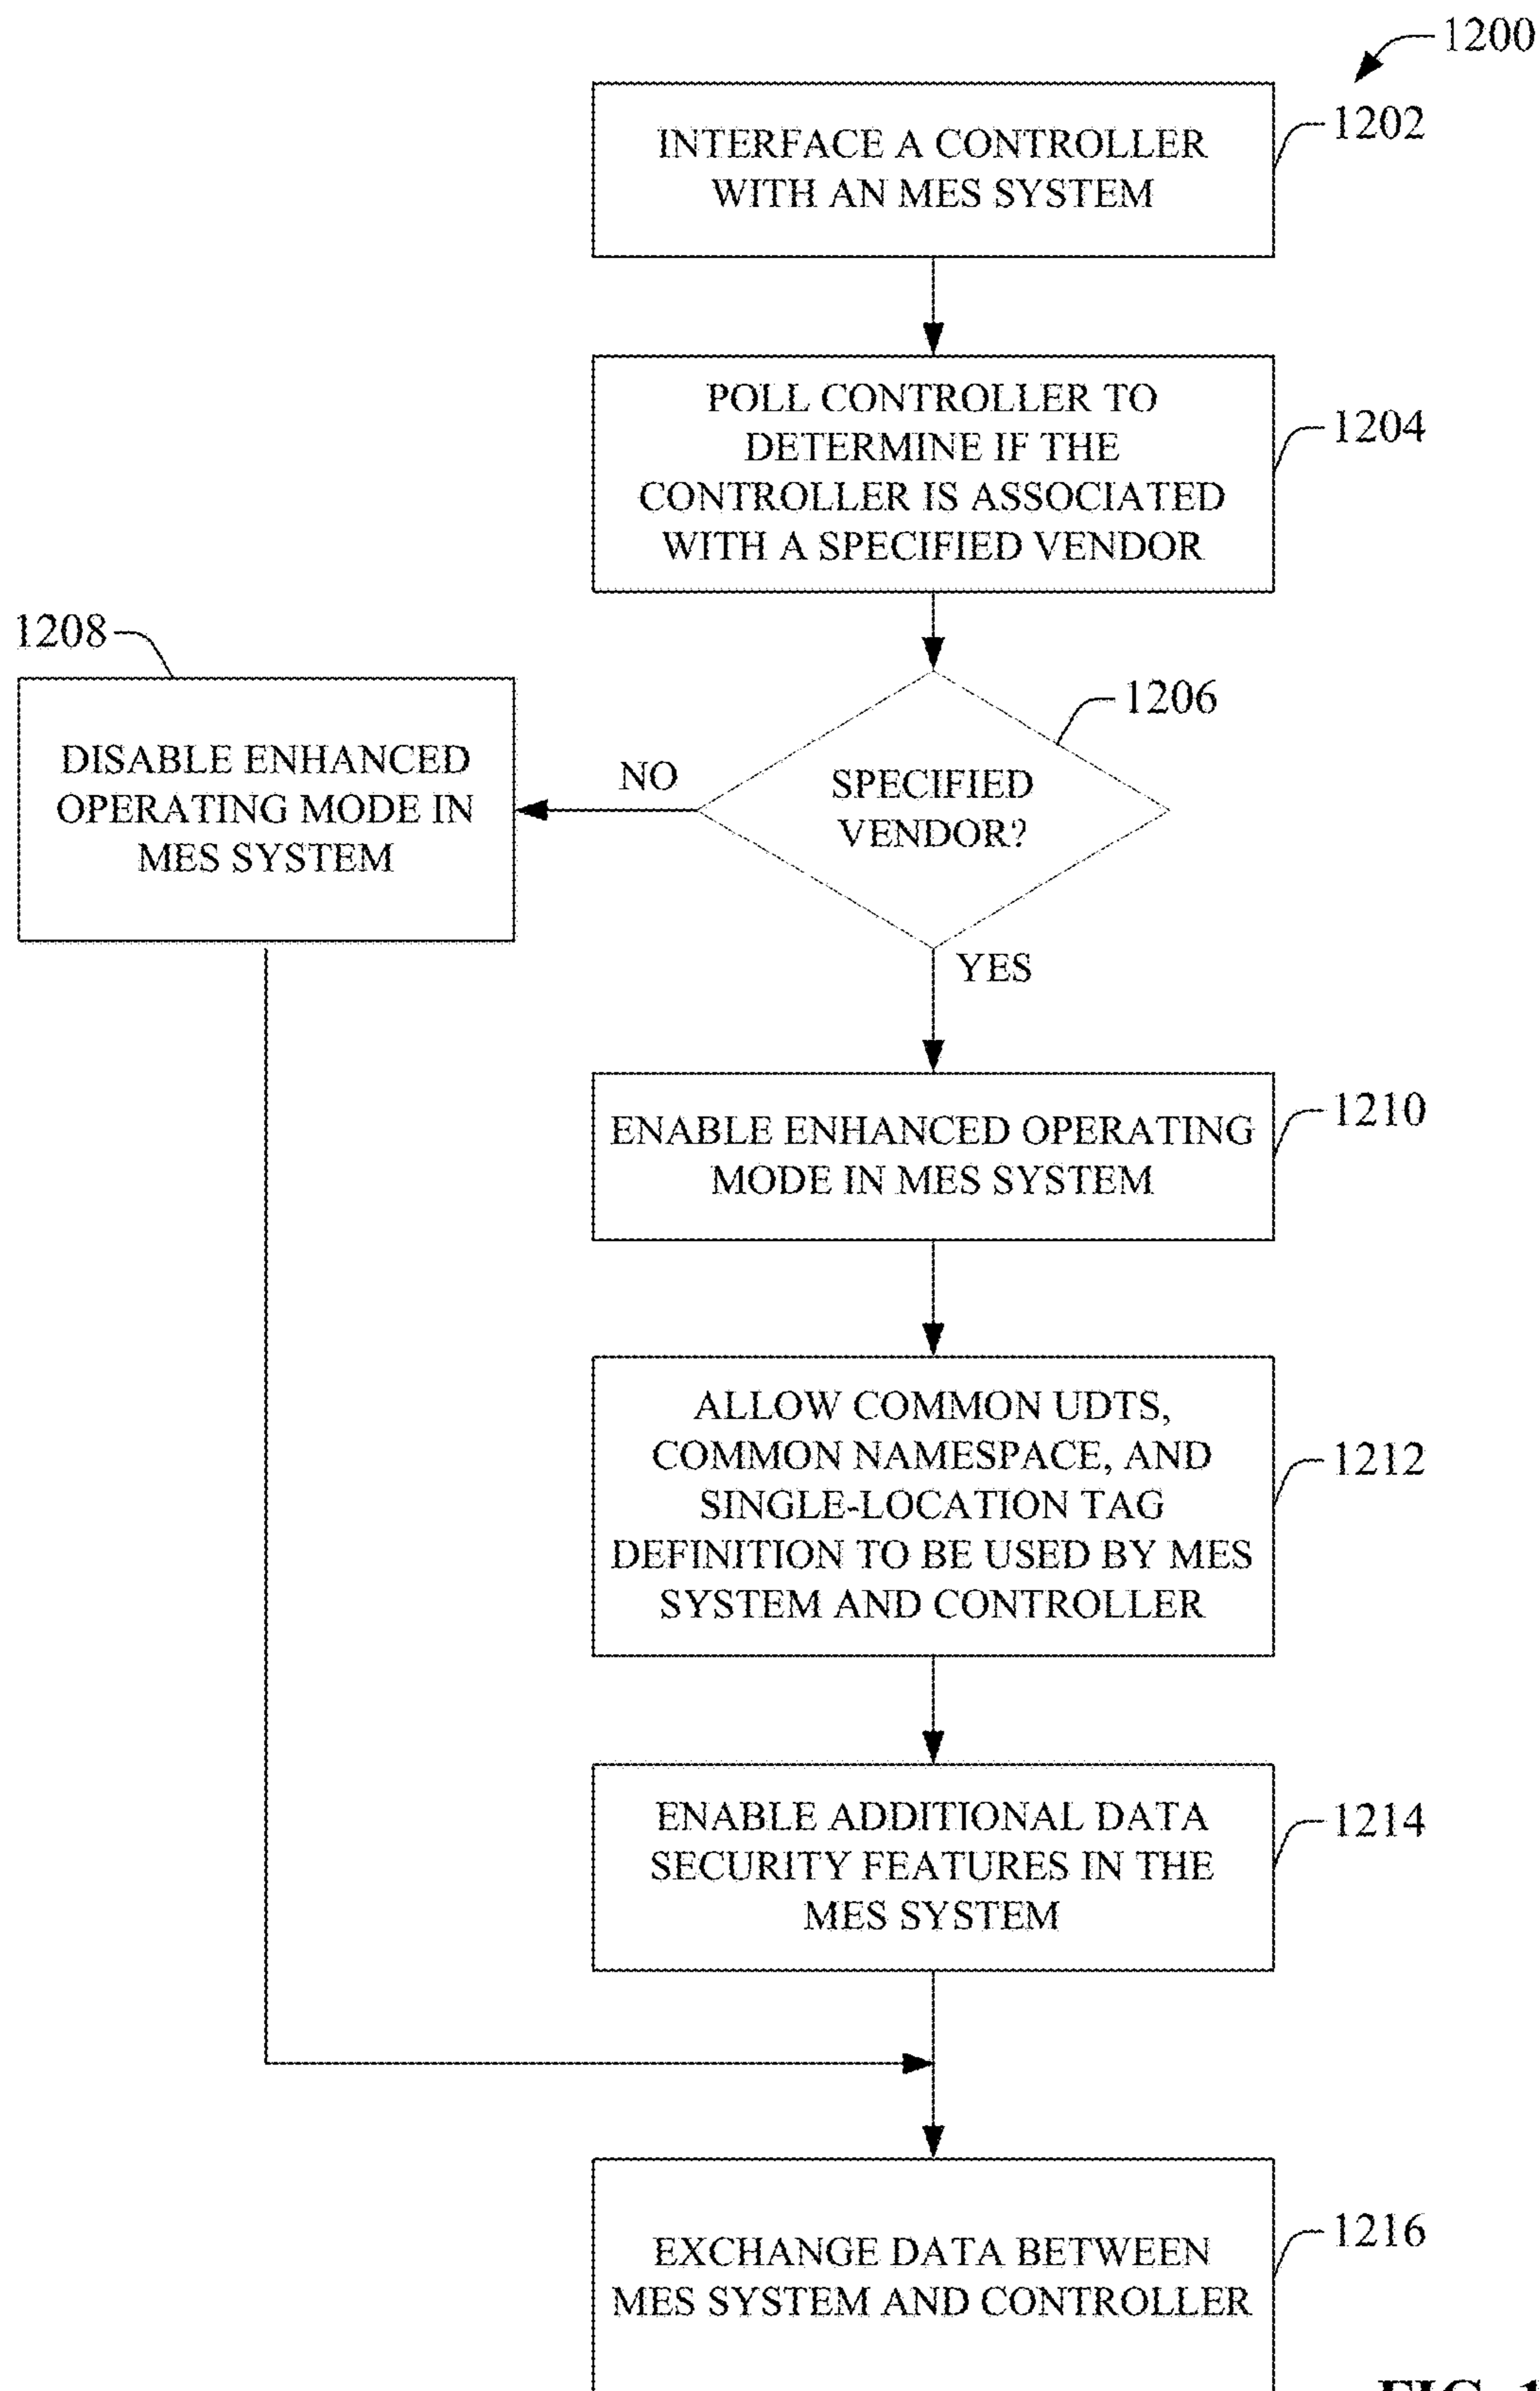 1200
INTERFACE A CONTROLLER
WITH AN MES SYSTEM
1202
POLL CONTROLLER TO
DETERMINE IF THE
CONTROLLER IS ASSOCIATED
WITH A SPECIFIED VENDOR
1204
1208
DISABLE ENHANCED
OPERATING MODE IN
MES SYSTEM
NO
1206
SPECIFIED
VENDOR?
YES
ENABLE ENHANCED OPERATING
MODE IN MES SYSTEM
1210
ALLOW COMMON UDTS,
COMMON NAMESPACE, AND
SINGLE-LOCATION TAG
DEFINITION TO BE USED BY MES
SYSTEM AND CONTROLLER
1212
ENABLE ADDITIONAL DATA
SECURITY FEATURES IN THE
MES SYSTEM
1214
EXCHANGE DATA BETWEEN
MES SYSTEM AND CONTROLLER
1216